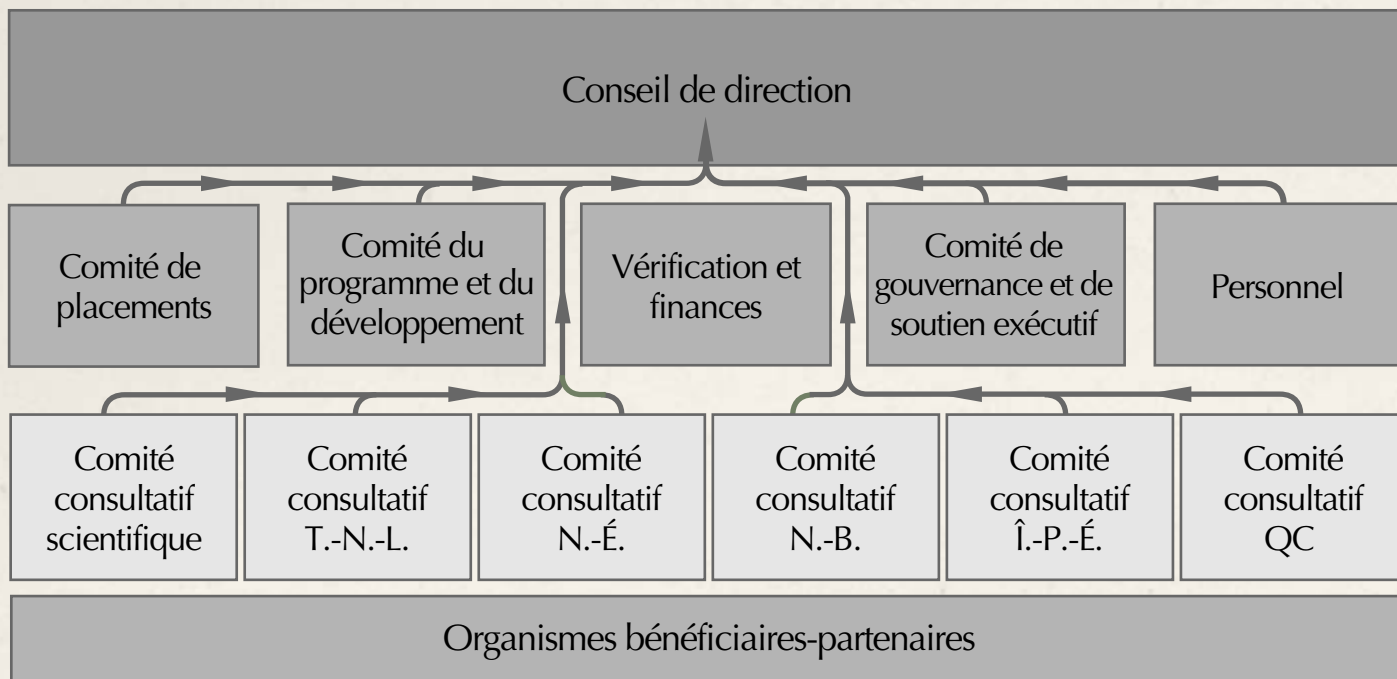 Conseil de direction
Comité de
placements
Comité du
programme et du
développement
Vérification et
finances
Comité de
gouvernance et de
soutien exécutif
Personnel
Comité
consultatif
scientifique
Comité
consultatif
T.-N.-L.
Comité
consultatif
N.-É.
Comité
consultatif
N.-B.
Comité
consultatif
Î.-P.-É.
Comité
consultatif
QC
Organismes bénéficiaires-partenaires